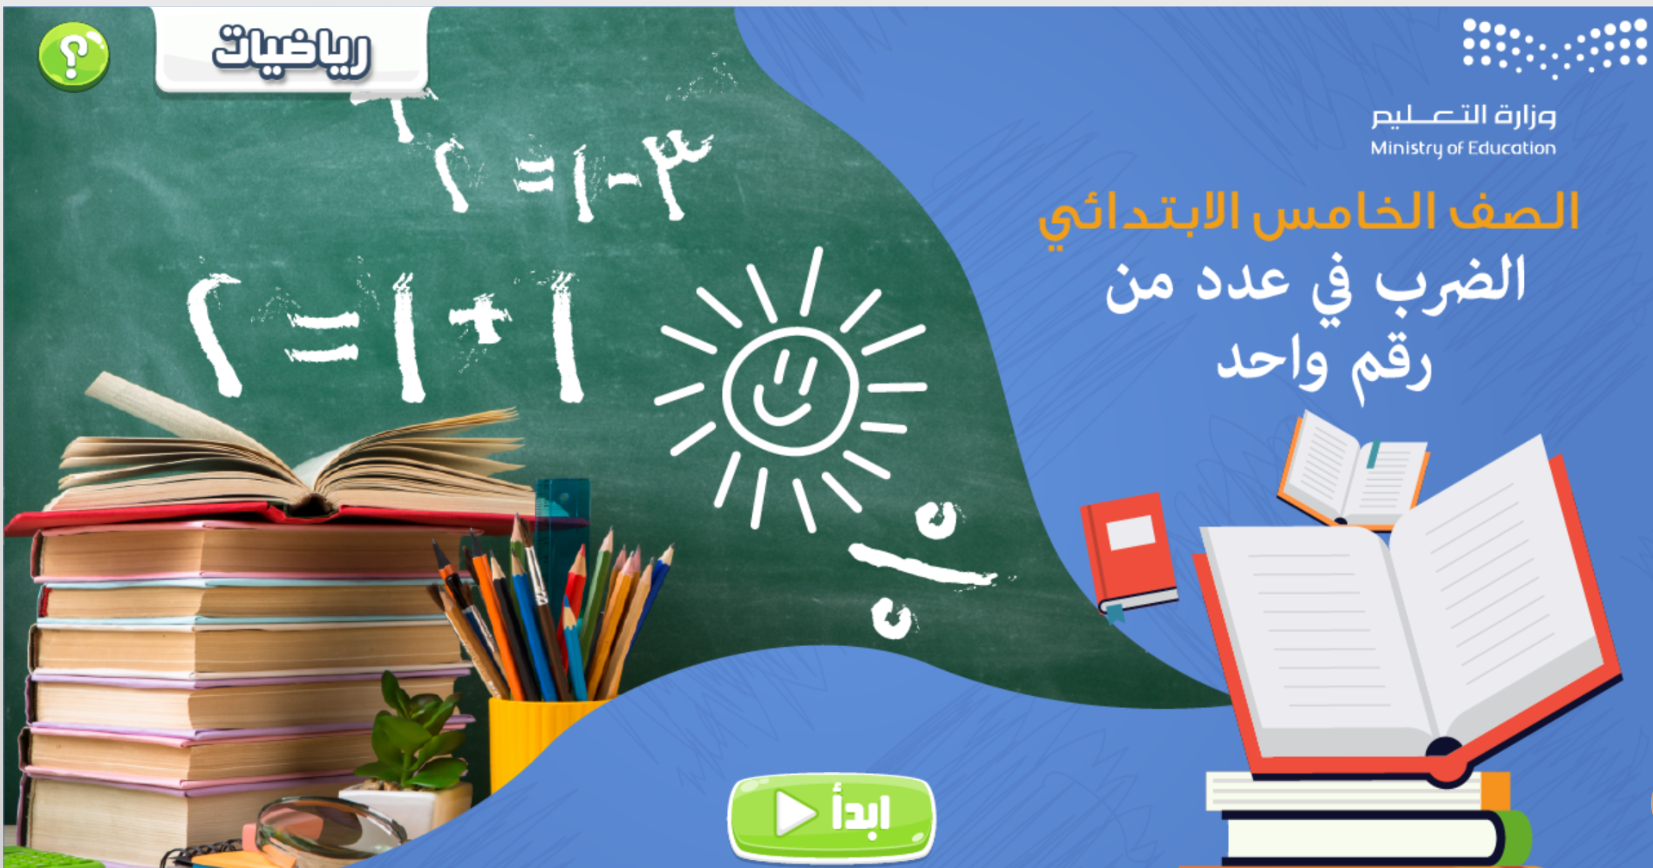 رياضيات
؟
وزارة التعليم
Ministry of Education
الصف الخامس الابتدائي
الضرب في عدد من
رقم واحد
٣-١= ٢
١+١=٢
ابدأ